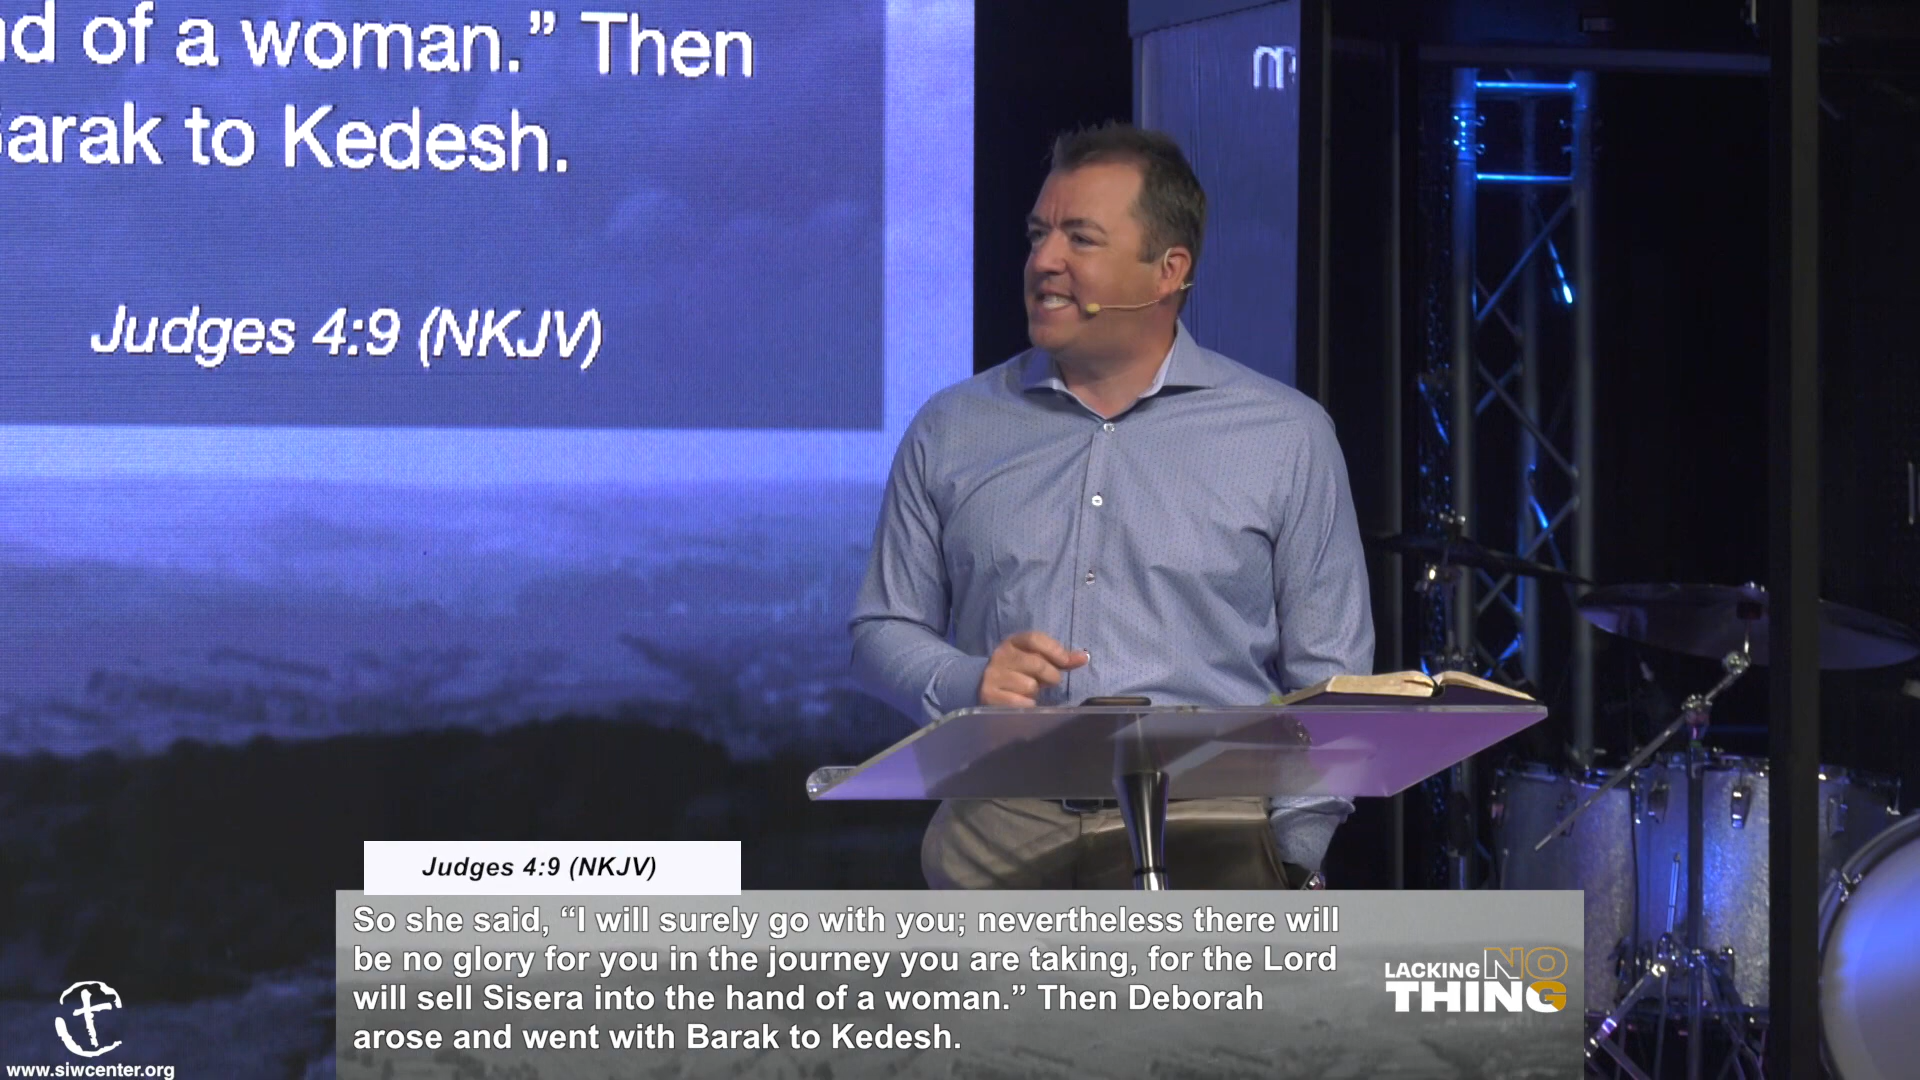 of a woman.” Then
to Kedesh.
Judges 4:9 (NKJV)
Judges 4:9 (NKJV)
So she said, “I will surely go with you; nevertheless there will
be no glory for you in the journey you are taking, for the Lord
will sell Sisera into the hand of a woman.” Then Deborah
arose and went with Barak to Kedesh.
LACKING NO
THING
www.siwcenter.org